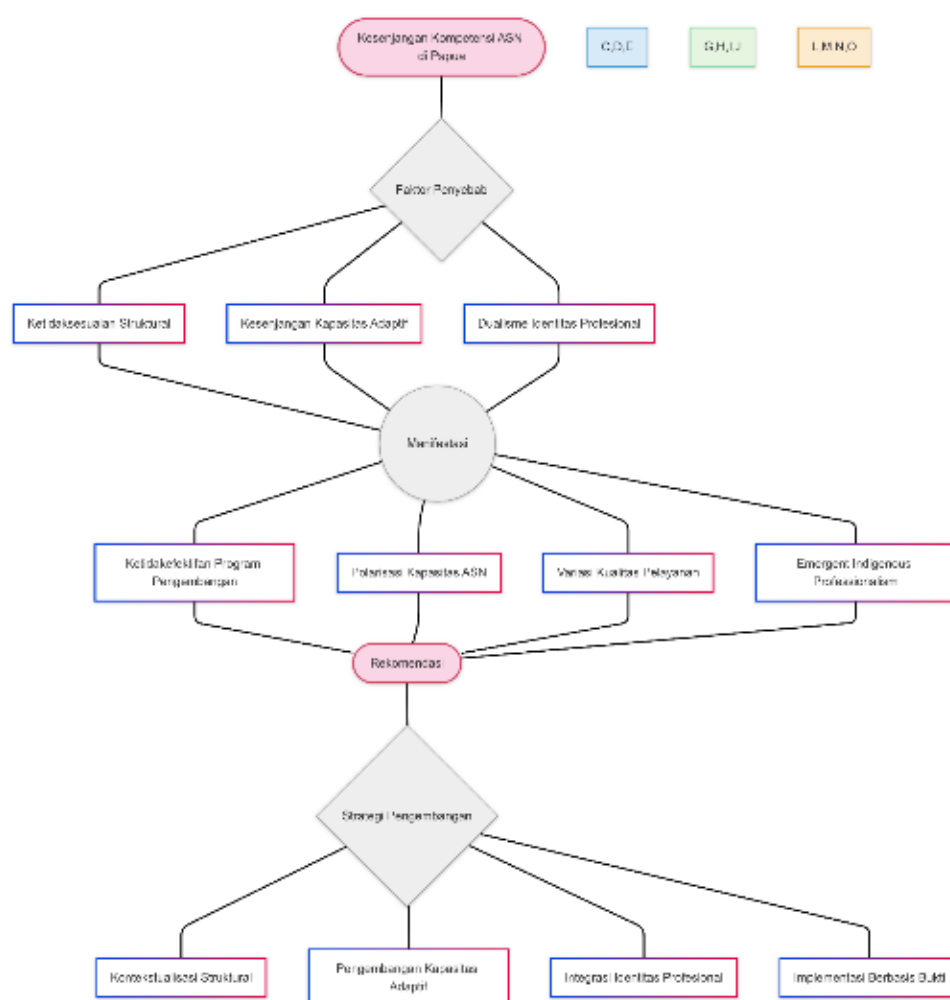 Kesenjangan Kompetensi ASN
di Papua
C,D,E
G,H,I,J
L,M,N,O
Faktor Penyebab
Ketidaksesuaian Struktural
Kesenjangan Kapasitas Adaptif
Dualisme Identitas Profesional
Manifestasi
Ketidakefektifan Program
Pengembangan
Polarisasi Kapasitas ASN
Variasi Kualitas Pelayanan
Emergent Indigenous
Professionalism
Rekomendasi
Strategi Pengembangan
Kontekstualisasi Struktural
Pengembangan Kapasitas
Adaptif
Integrasi Identitas Profesional
Implementasi Berbasis Bukti